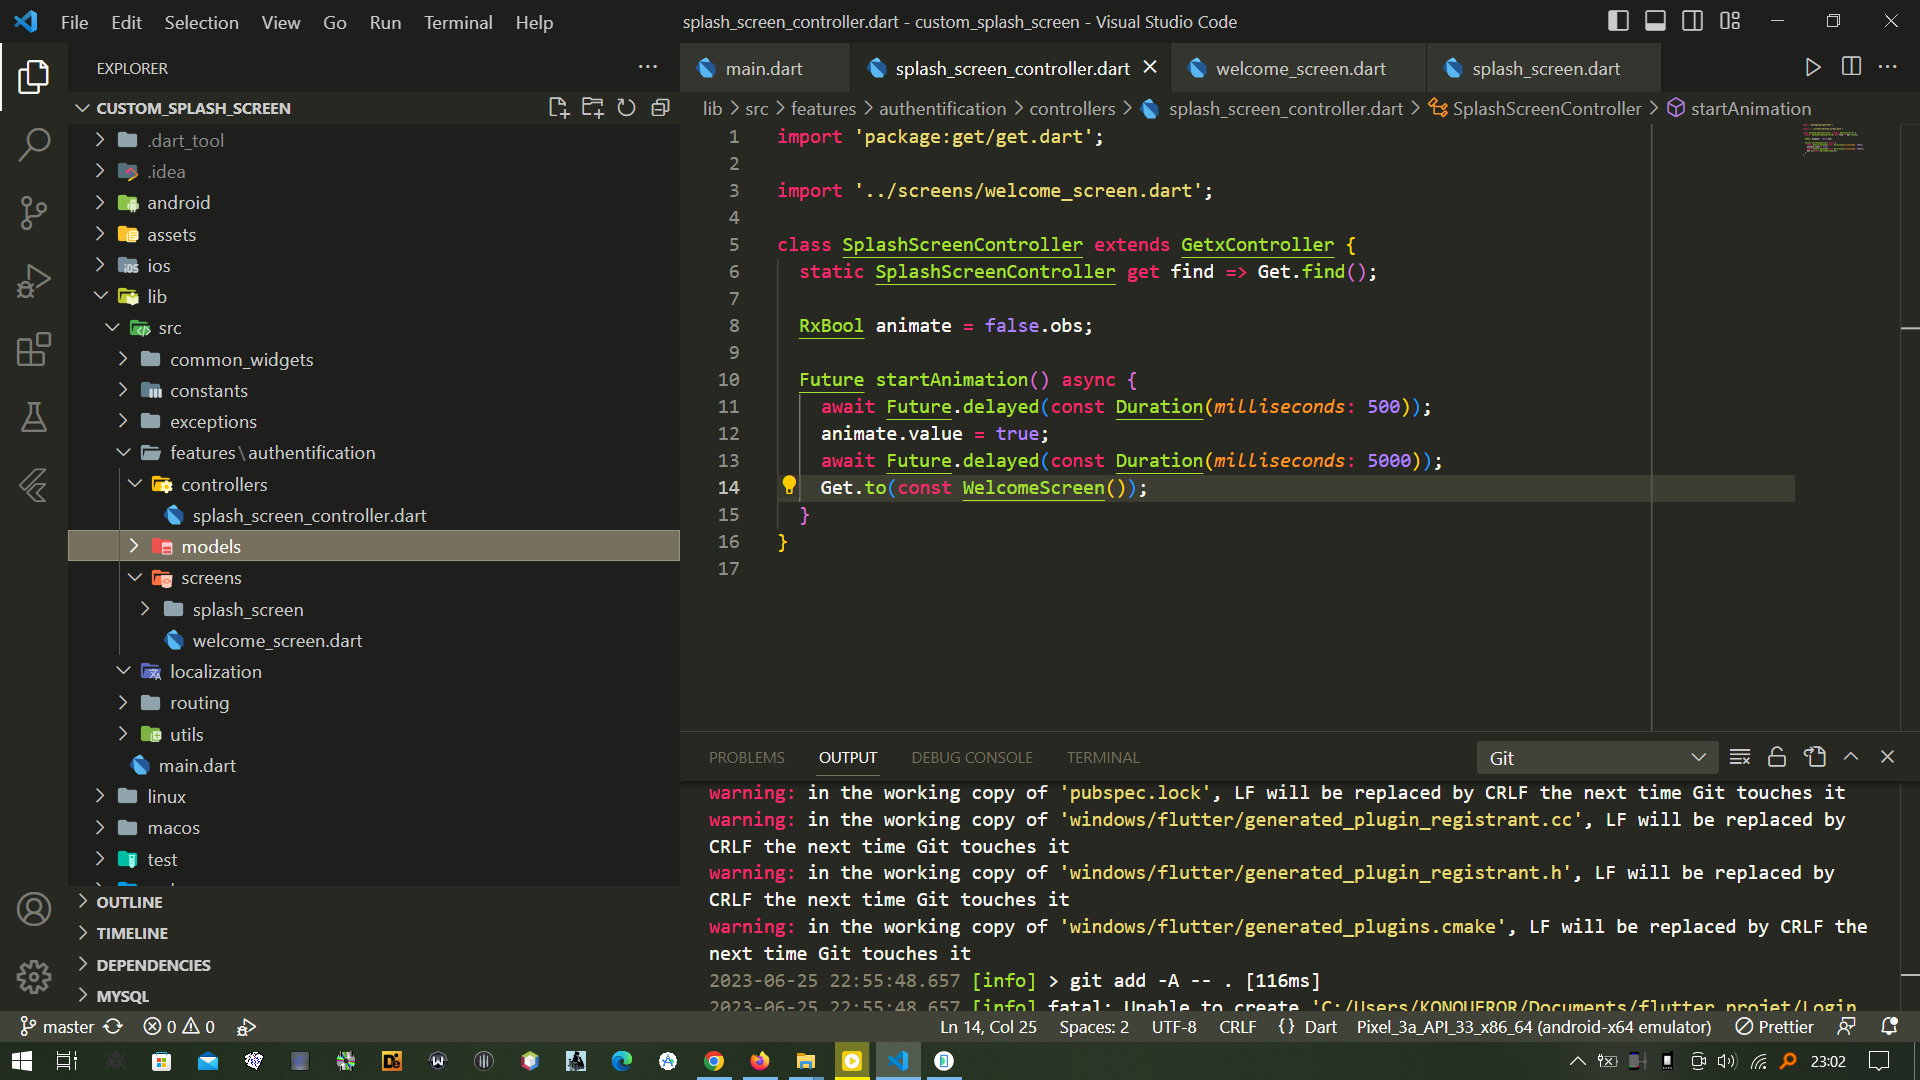 File Edit Selection View Go Run Terminal Help
splash_screen_controller.dart - custom_splash_screen - Visual Studio Code
EXPLORER
CUSTOM_SPLASH_SCREEN
.dart_tool
.idea
android
assets
ios
lib
src
common_widgets
constants
exceptions
features\authentification
controllers
splash_screen_controller.dart
models
screens
splash_screen
welcome_screen.dart
localization
routing
utils
main.dart
linux
macos
test
OUTLINE
TIMELINE
DEPENDENCIES
MYSQL
main.dart splash_screen_controller.dart welcome_screen.dart splash_screen.dart
lib > src > features > authentification > controllers > splash_screen_controller.dart > SplashScreenController > startAnimation
1 import 'package:get/get.dart';
2
3 import '../screens/welcome_screen.dart';
4
5 class SplashScreenController extends GetxController {
6 static SplashScreenController get find => Get.find();
7
8 RxBool animate = false.obs;
9
10 Future startAnimation() async {
11 await Future.delayed(const Duration(milliseconds: 500));
12 animate.value = true;
13 await Future.delayed(const Duration(milliseconds: 5000));
14 Get.to(const WelcomeScreen());
15 }
16 }
17
PROBLEMS OUTPUT DEBUG CONSOLE TERMINAL Git
warning: in the working copy of 'pubspec.lock', LF will be replaced by CRLF the next time Git touches it
warning: in the working copy of 'windows/flutter/generated_plugin_registrant.cc', LF will be replaced by
CRLF the next time Git touches it
warning: in the working copy of 'windows/flutter/generated_plugin_registrant.h', LF will be replaced by
CRLF the next time Git touches it
warning: in the working copy of 'windows/flutter/generated_plugins.cmake', LF will be replaced by CRLF the
next time Git touches it
2023-06-25 22:55:48.657 [info] > git add -A -- . [116ms]
2023-06-25 22:55:48.657 [info] fatal: Unable to create 'C:/Users/KONQUEROR/Documents/flutter projet/Login
master 0 0 Ln 14, Col 25 Spaces: 2 UTF-8 CRLF {} Dart Pixel_3a_API_33_x86_64 (android-x64 emulator) Prettier
23:02